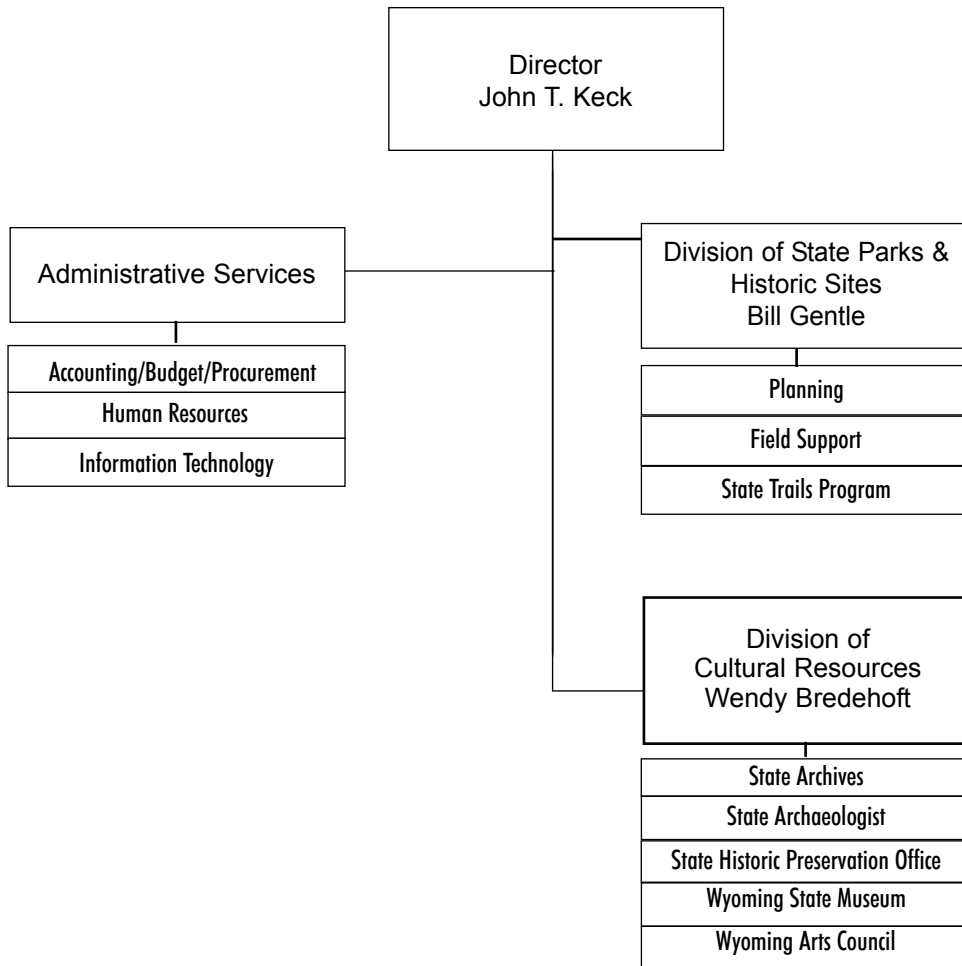 Director
John T. Keck
Administrative Services
Accounting/Budget/Procurement
Human Resources
Information Technology
Division of State Parks &
Historic Sites
Bill Gentle
Planning
Field Support
State Trails Program
Division of
Cultural Resources
Wendy Bredehoft
State Archives
State Archaeologist
State Historic Preservation Office
Wyoming State Museum
Wyoming Arts Council